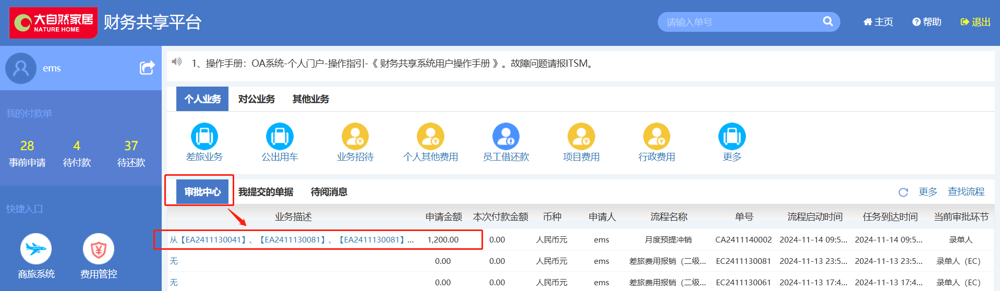 大自然家居
NATURE HOME
财务共享平台
请输入单号
主页
帮助
退出
ems
1、操作手册：OA系统-个人门户-操作指引-《 财务共享系统用户操作手册 》。故障问题请报ITSM。
我的付款单
28 4 37
事前申请 待付款 待还款
快捷入口
商旅系统 费用管控
个人业务 对公业务 其他业务
差旅业务 公出用车 业务招待 个人其他费用 员工借还款 项目费用 行政费用 更多
审批中心 我提交的单据 待阅消息 更多 查找流程
业务描述 申请金额 本次付款金额 币种 申请人 流程名称 单号 流程启动时间 任务到达时间 当前审批环节
从【EA2411130041】、【EA2411130081】、【EA2411130081】... 1,200.00 0.00 人民币元 ems 月度预提冲销 CA2411140002 2024-11-14 09:5... 2024-11-14 09:5... 录单人
无 0.00 0.00 人民币元 ems 差旅费用报销（二级... EC2411130081 2024-11-13 23:5... 2024-11-13 23:5... 录单人（EC）
无 0.00 0.00 人民币元 ems 差旅费用报销（二级... EC2411130061 2024-11-13 17:4... 2024-11-13 17:4... 录单人（EC）